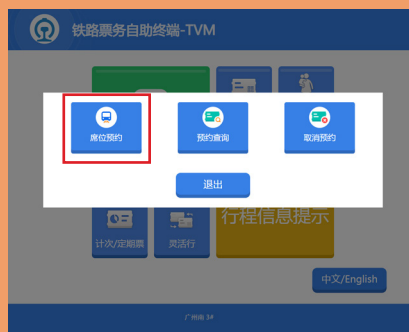 铁路票务自助终端-TVM
席位预约
预约查询
取消预约
退出
行程信息提示
计次/定期票
灵活行
中文/English
广州南 3#